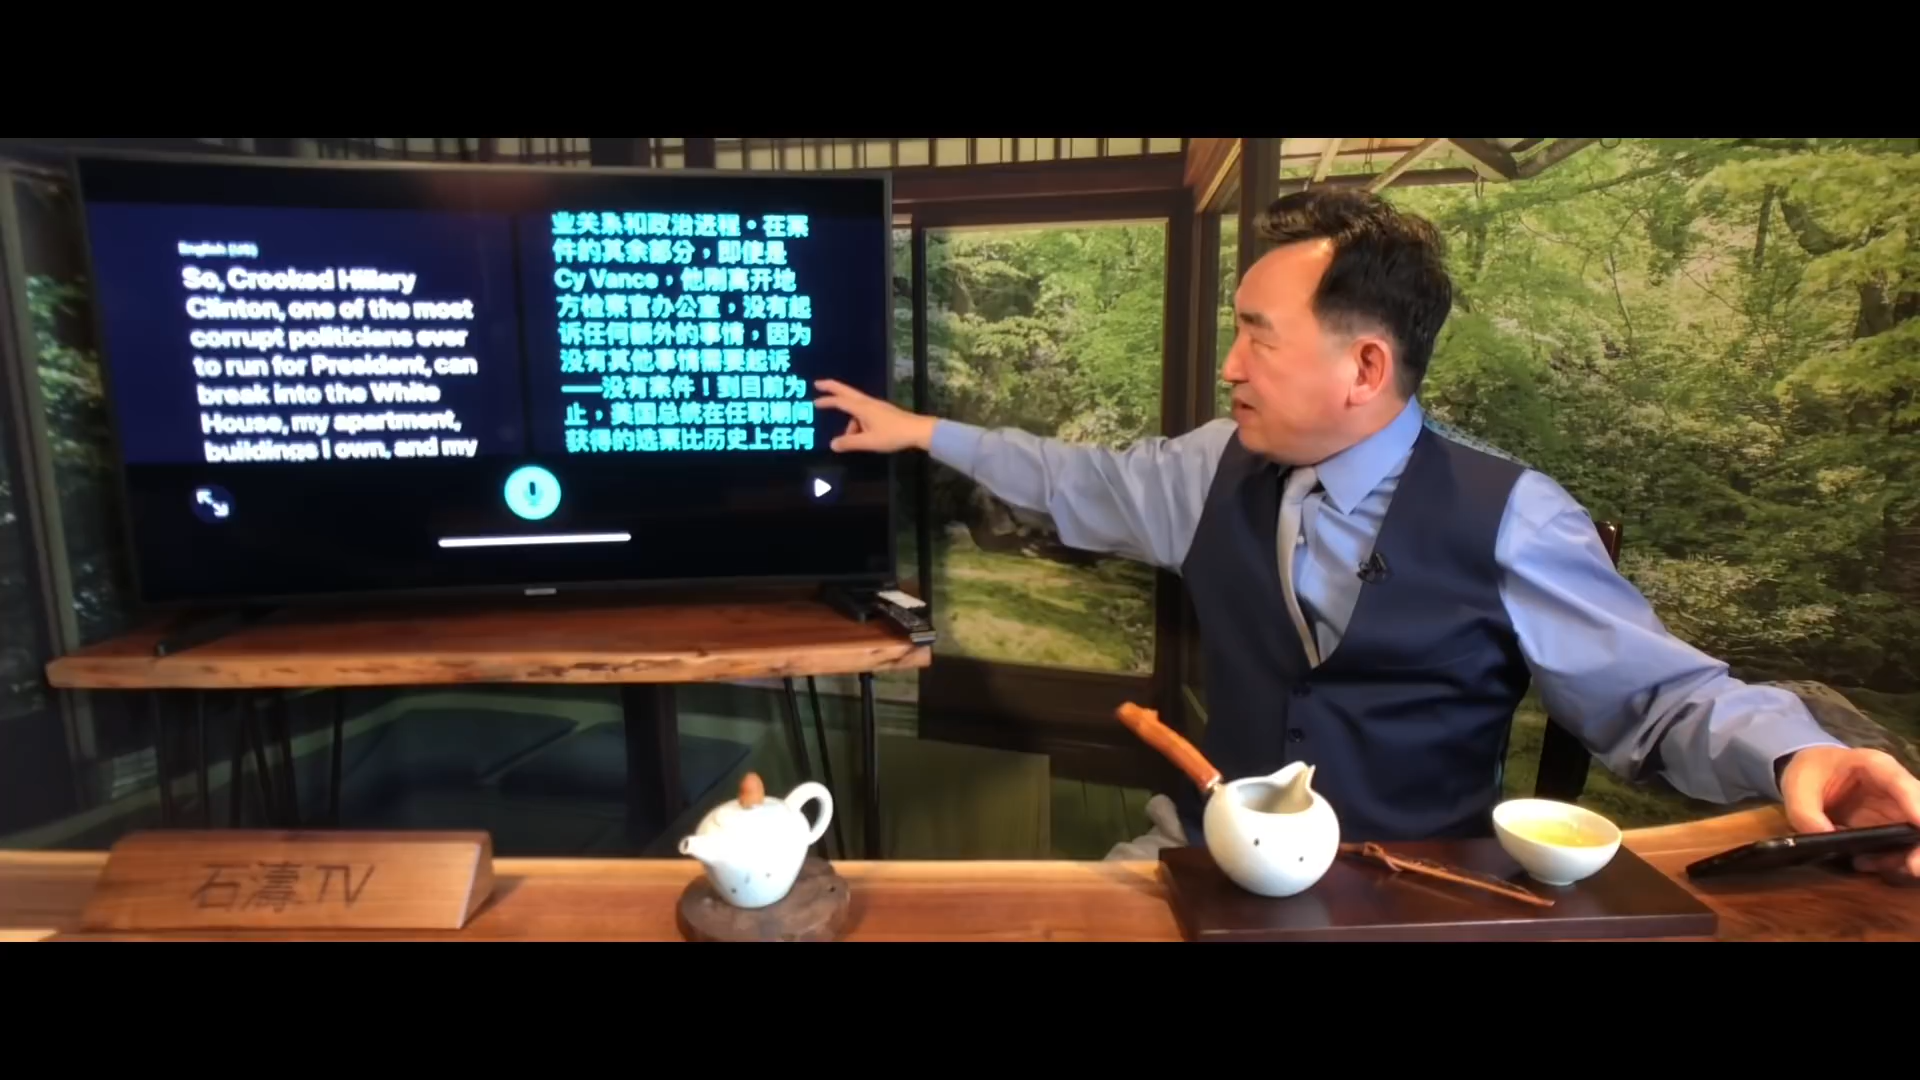 English (US)
So, Crooked Hillary
Clinton, one of the most
corrupt politicians ever
to run for President, can
break into the White
House, my apartment,
buildings I own, and my
业关系和政治进程。在案
件的其余部分，即使是
Cy Vance，他刚离开地
方检察官办公室，没有起
诉任何额外的事情，因为
没有其他事情需要起诉
——没有案件！到目前为
止，美国总统在任职期间
获得的选票比历史上任何
石濤TV